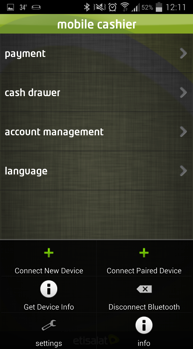 34°
52%
12:11
mobile cashier
payment
cash drawer
account management
language
Connect New Device
Connect Paired Device
Get Device Info
Disconnect Bluetooth
settings
info
etisalat